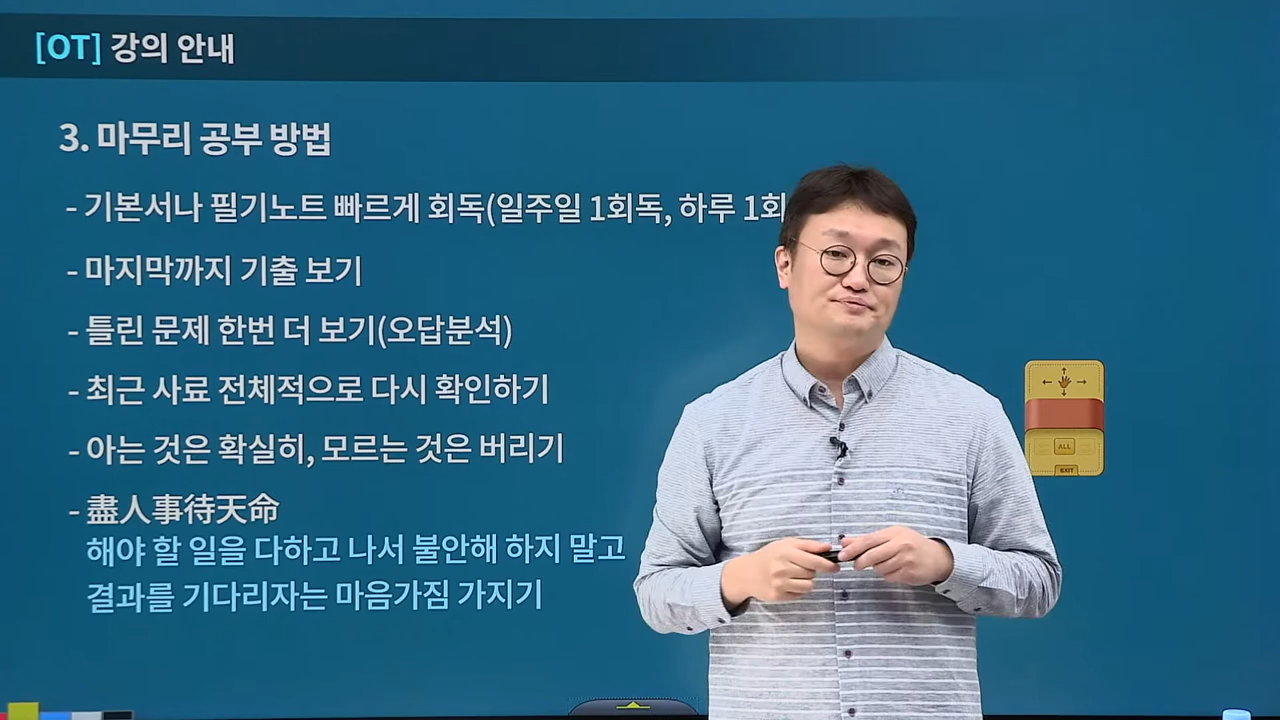 [OT] 강의 안내
3. 마무리 공부 방법
- 기본서나 필기노트 빠르게 회독(일주일 1회독, 하루 1회
- 마지막까지 기출 보기
- 틀린 문제 한번 더 보기(오답분석)
- 최근 사료 전체적으로 다시 확인하기
- 아는 것은 확실히, 모르는 것은 버리기
- 盡人事待天命
해야 할 일을 다하고 나서 불안해 하지 말고
결과를 기다리자는 마음가짐 가지기
ALL
EXIT